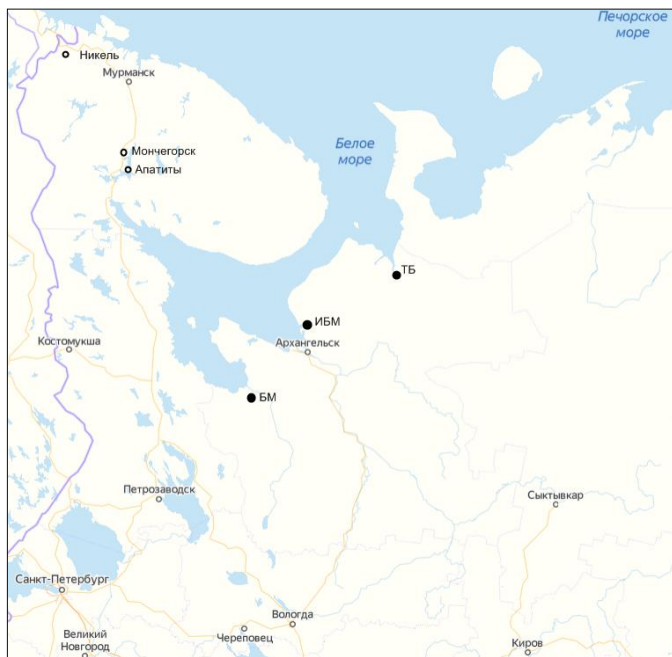 Печорское
море
Никель
Мурманск
Белое
море
Мончегорск
Апатиты
ТБ
ИБМ
Архангельск
Костомукша
БМ
Петрозаводск
Сыктывкар
Санкт-Петербург
Вологда
Череповец
Великий
Новгород
Киров